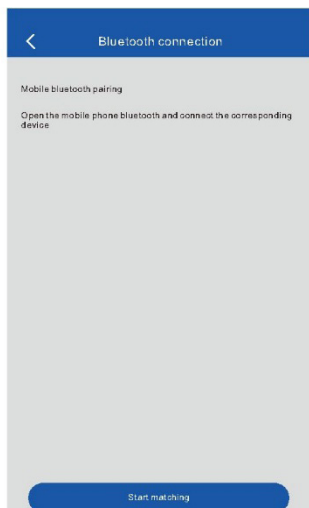 Bluetooth connection
Mobile bluetooth pairing
Open the mobile phone bluetooth and connect the corresponding
device
Start matching